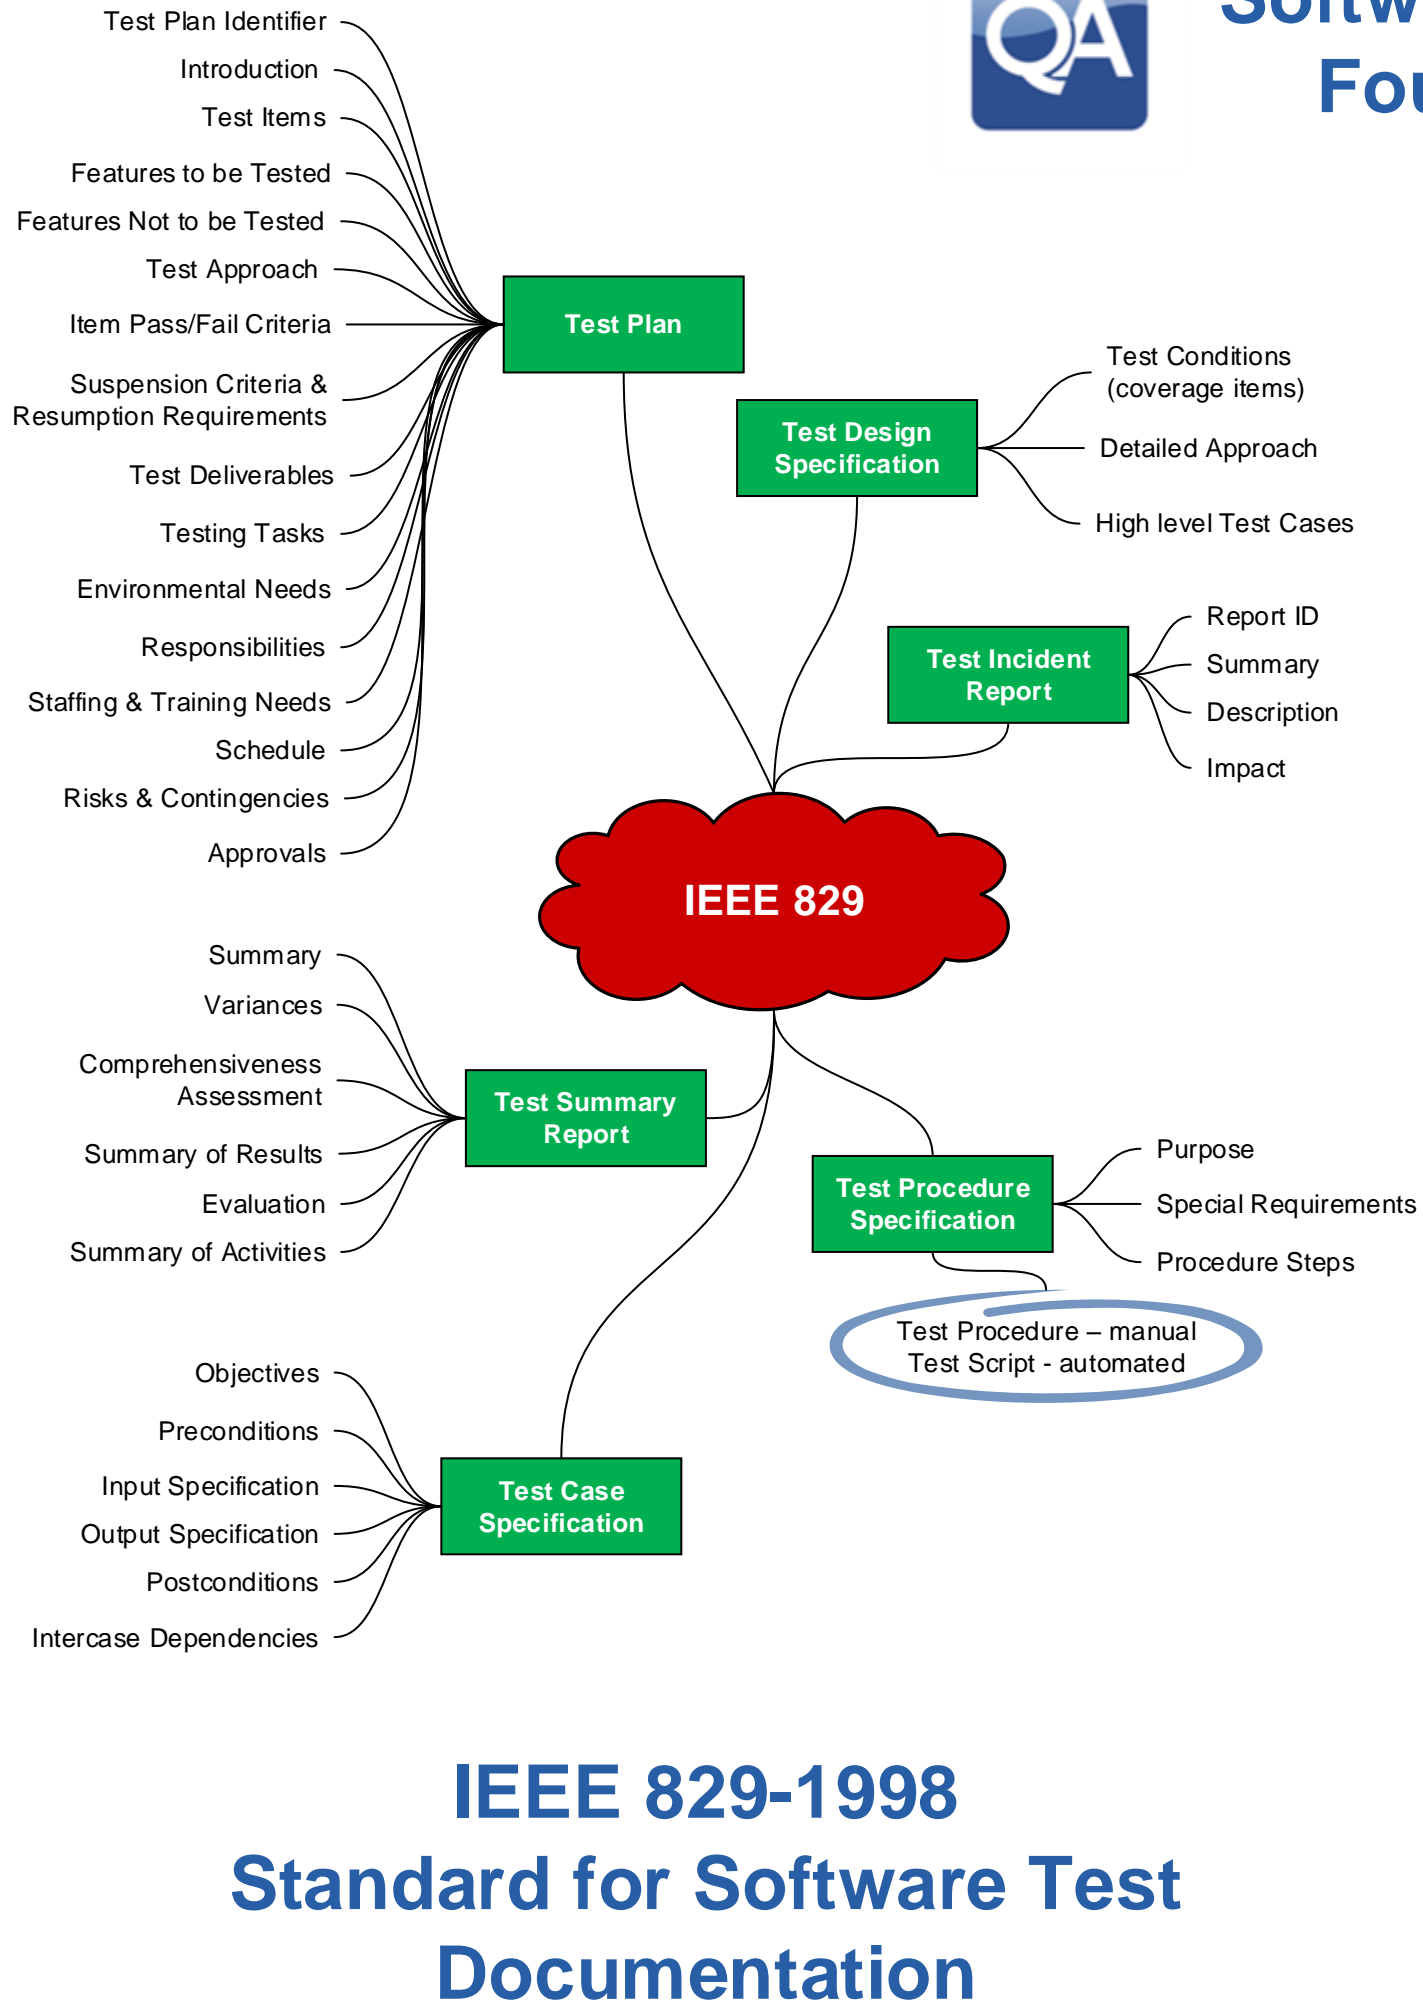 QA
Fou
Test Plan Identifier
Introduction
Test Items
Features to be Tested
Features Not to be Tested
Test Approach
Item Pass/Fail Criteria
Suspension Criteria &
Resumption Requirements
Test Deliverables
Testing Tasks
Environmental Needs
Responsibilities
Staffing & Training Needs
Schedule
Risks & Contingencies
Approvals
Test Plan
Test Design
Specification
Test Conditions
(coverage items)
Detailed Approach
High level Test Cases
Test Incident
Report
Report ID
Summary
Description
Impact
IEEE 829
Summary
Variances
Comprehensiveness
Assessment
Summary of Results
Evaluation
Summary of Activities
Test Summary
Report
Test Procedure
Specification
Purpose
Special Requirements
Procedure Steps
Test Procedure – manual
Test Script - automated
Objectives
Preconditions
Input Specification
Output Specification
Postconditions
Intercase Dependencies
Test Case
Specification
IEEE 829-1998
Standard for Software Test
Documentation